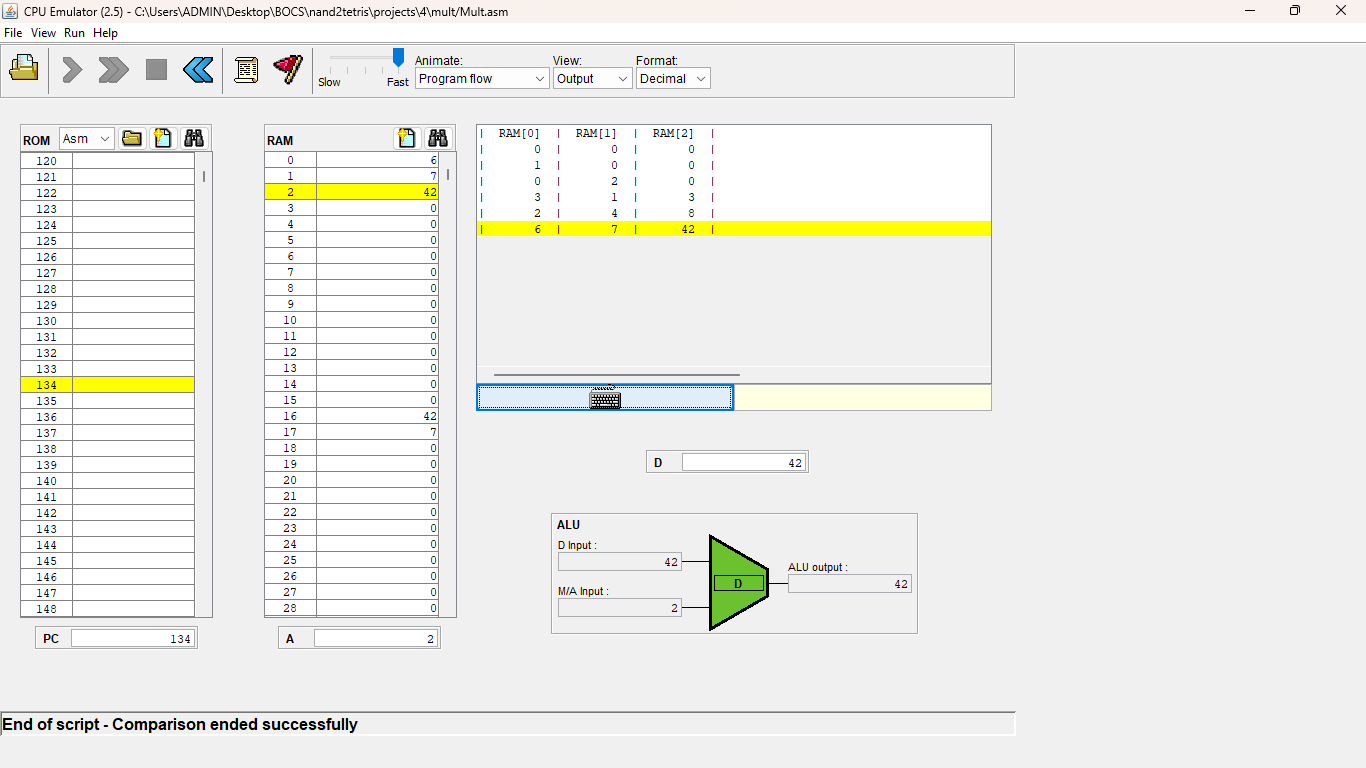 CPU Emulator (2.5) - C:\Users\ADMIN\Desktop\BOCS\nand2tetris\projects\4\mult/Mult.asm
File View Run Help
Slow Fast
Animate: View: Format:
Program flow Output Decimal
ROM Asm
120
121
122
123
124
125
126
127
128
129
130
131
132
133
134
135
136
137
138
139
140
141
142
143
144
145
146
147
148
PC 134
RAM
0 6
1 7
2 42
3 0
4 0
5 0
6 0
7 0
8 0
9 0
10 0
11 0
12 0
13 0
14 0
15 0
16 42
17 7
18 0
19 0
20 0
21 0
22 0
23 0
24 0
25 0
26 0
27 0
28 0
A 2
| RAM[0] | RAM[1] | RAM[2] |
| 0 | 0 | 0 |
| 1 | 0 | 0 |
| 0 | 2 | 0 |
| 3 | 1 | 3 |
| 2 | 4 | 8 |
| 6 | 7 | 42 |
D 42
ALU
D Input :
42
M/A Input :
2
D
ALU output :
42
End of script - Comparison ended successfully